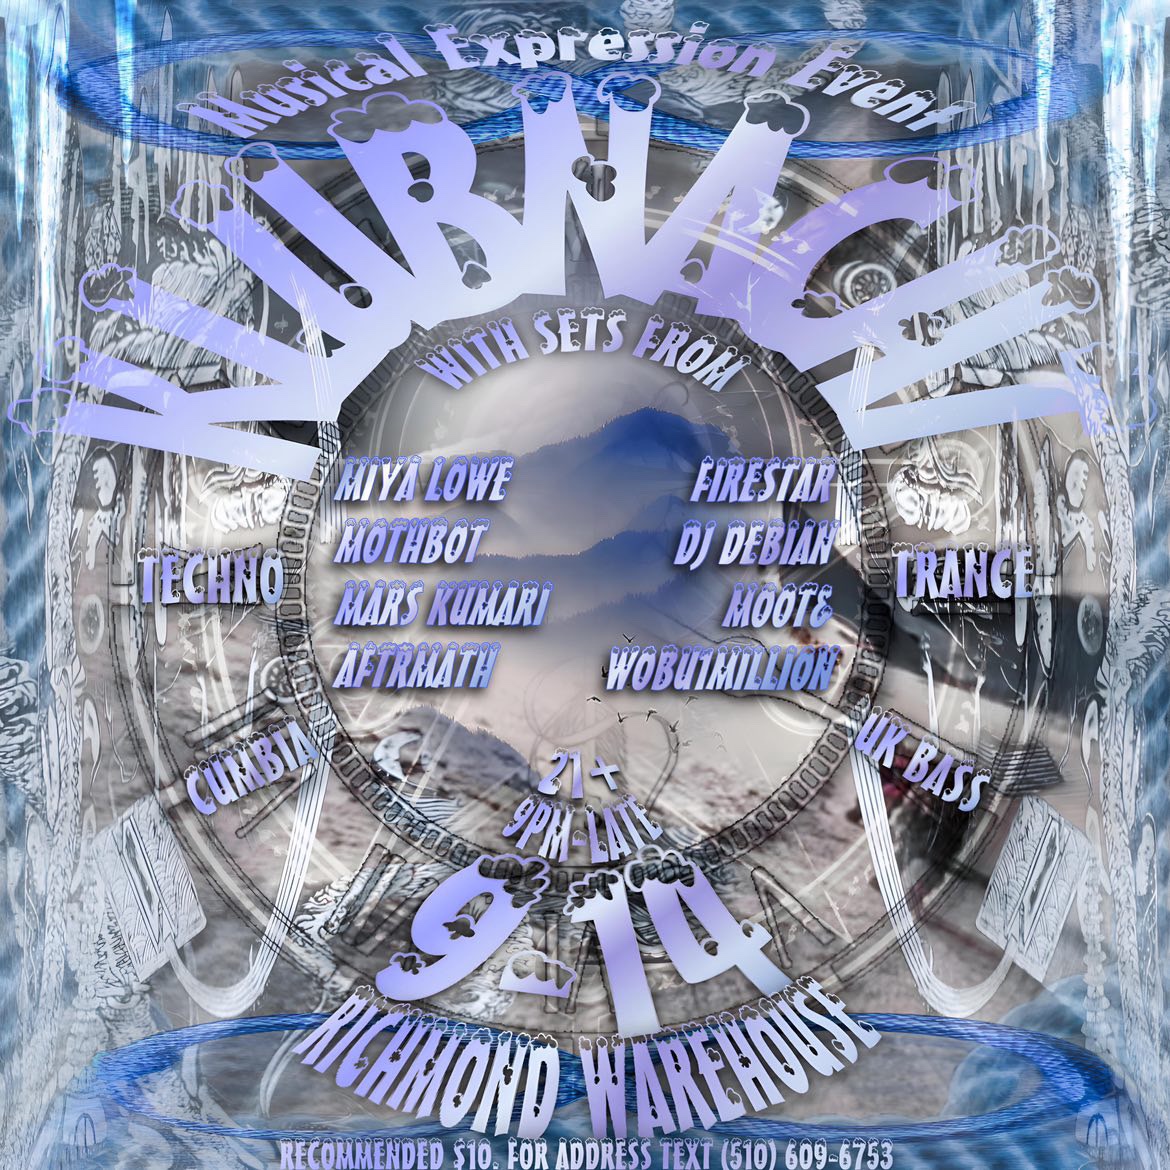 Musical Expression Event
KLUBNACHT
WITH SETS FROM
MIYA LOWE
MOTHBOT
MARS KUMARI
AFTRMATH
FIRESTAR
DJ DEBIAN
MOOT&
WOBU1MILLION
TECHNO
TRANCE
CUMBIA
UK BASS
21+
9PM-LATE
9-14
RICHMOND WAREHOUSE
RECOMMENDED $10. FOR ADDRESS TEXT (510) 609-6753